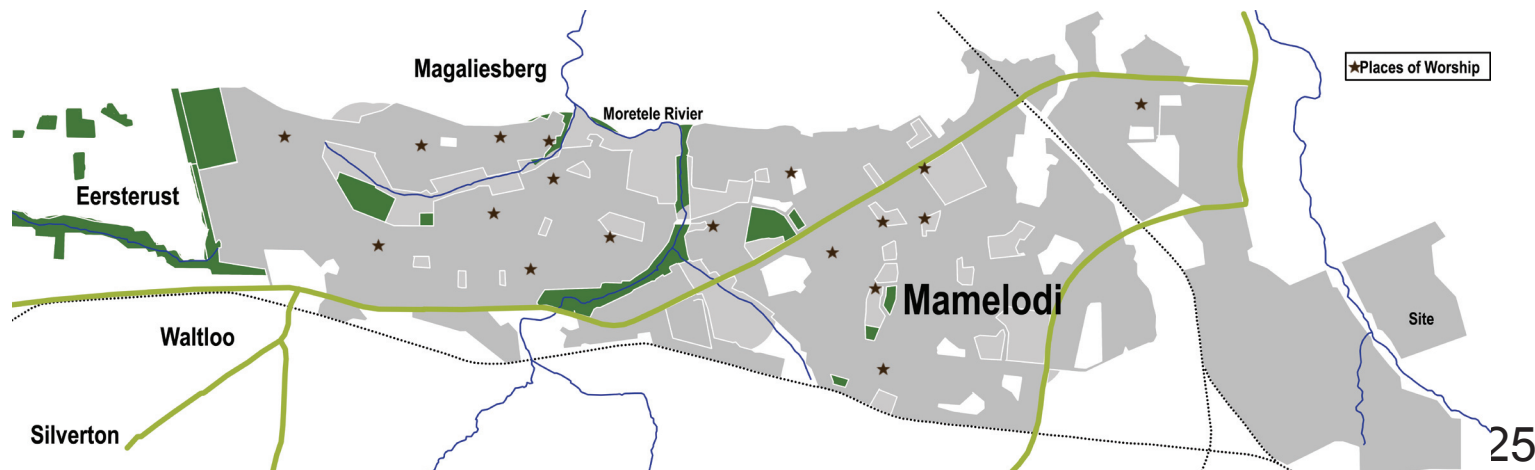 Magaliesberg
Places of Worship
Moretele Rivier
Eersterust
Mamelodi
Site
Waltloo
Silverton
25